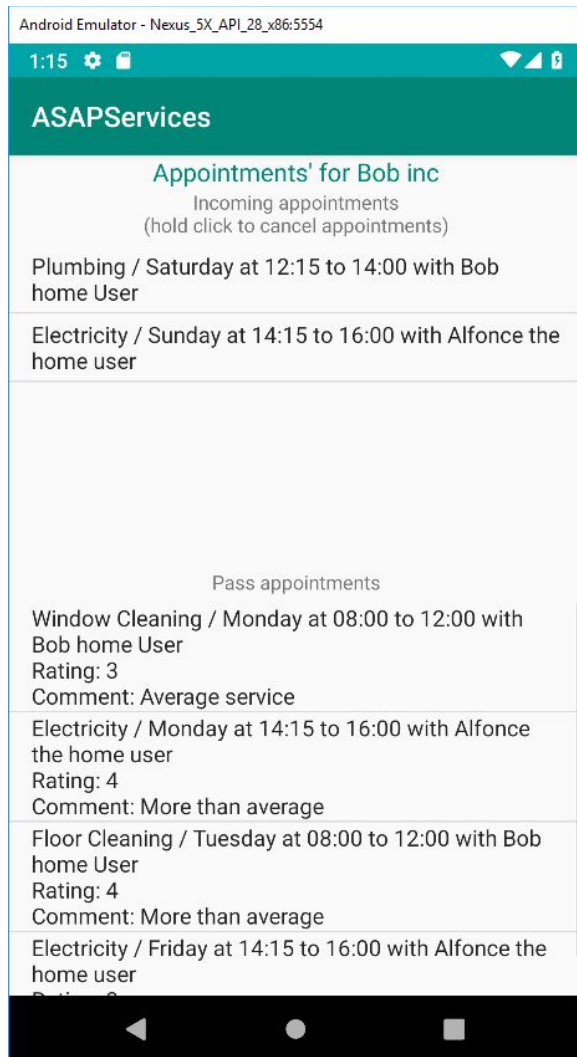 Android Emulator - Nexus_5X_API_28_x86:5554
1:15
ASAPServices
Appointments' for Bob inc
Incoming appointments
(hold click to cancel appointments)
Plumbing / Saturday at 12:15 to 14:00 with Bob
home User
Electricity / Sunday at 14:15 to 16:00 with Alfonce the
home user
Pass appointments
Window Cleaning / Monday at 08:00 to 12:00 with
Bob home User
Rating: 3
Comment: Average service
Electricity / Monday at 14:15 to 16:00 with Alfonce
the home user
Rating: 4
Comment: More than average
Floor Cleaning / Tuesday at 08:00 to 12:00 with Bob
home User
Rating: 4
Comment: More than average
Electricity / Friday at 14:15 to 16:00 with Alfonce the
home user